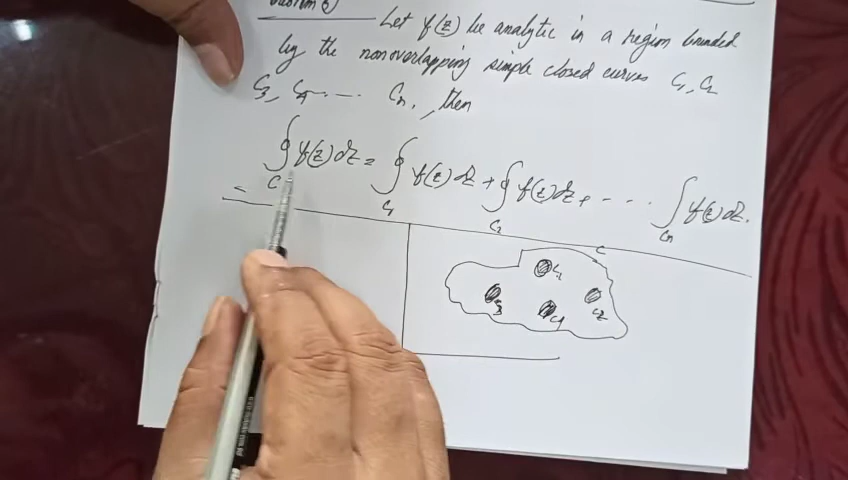 Let f(z) be analytic in a region bounded
by the nonoverlapping simple closed curves C1, C2
C3, C4, ---- Cn, then
∮C f(z)dz = ∮C1 f(z)dz + ∮C2 f(z)dz + ---- ∫Cn f(z)dz.
C
C1
C3 C4 C2